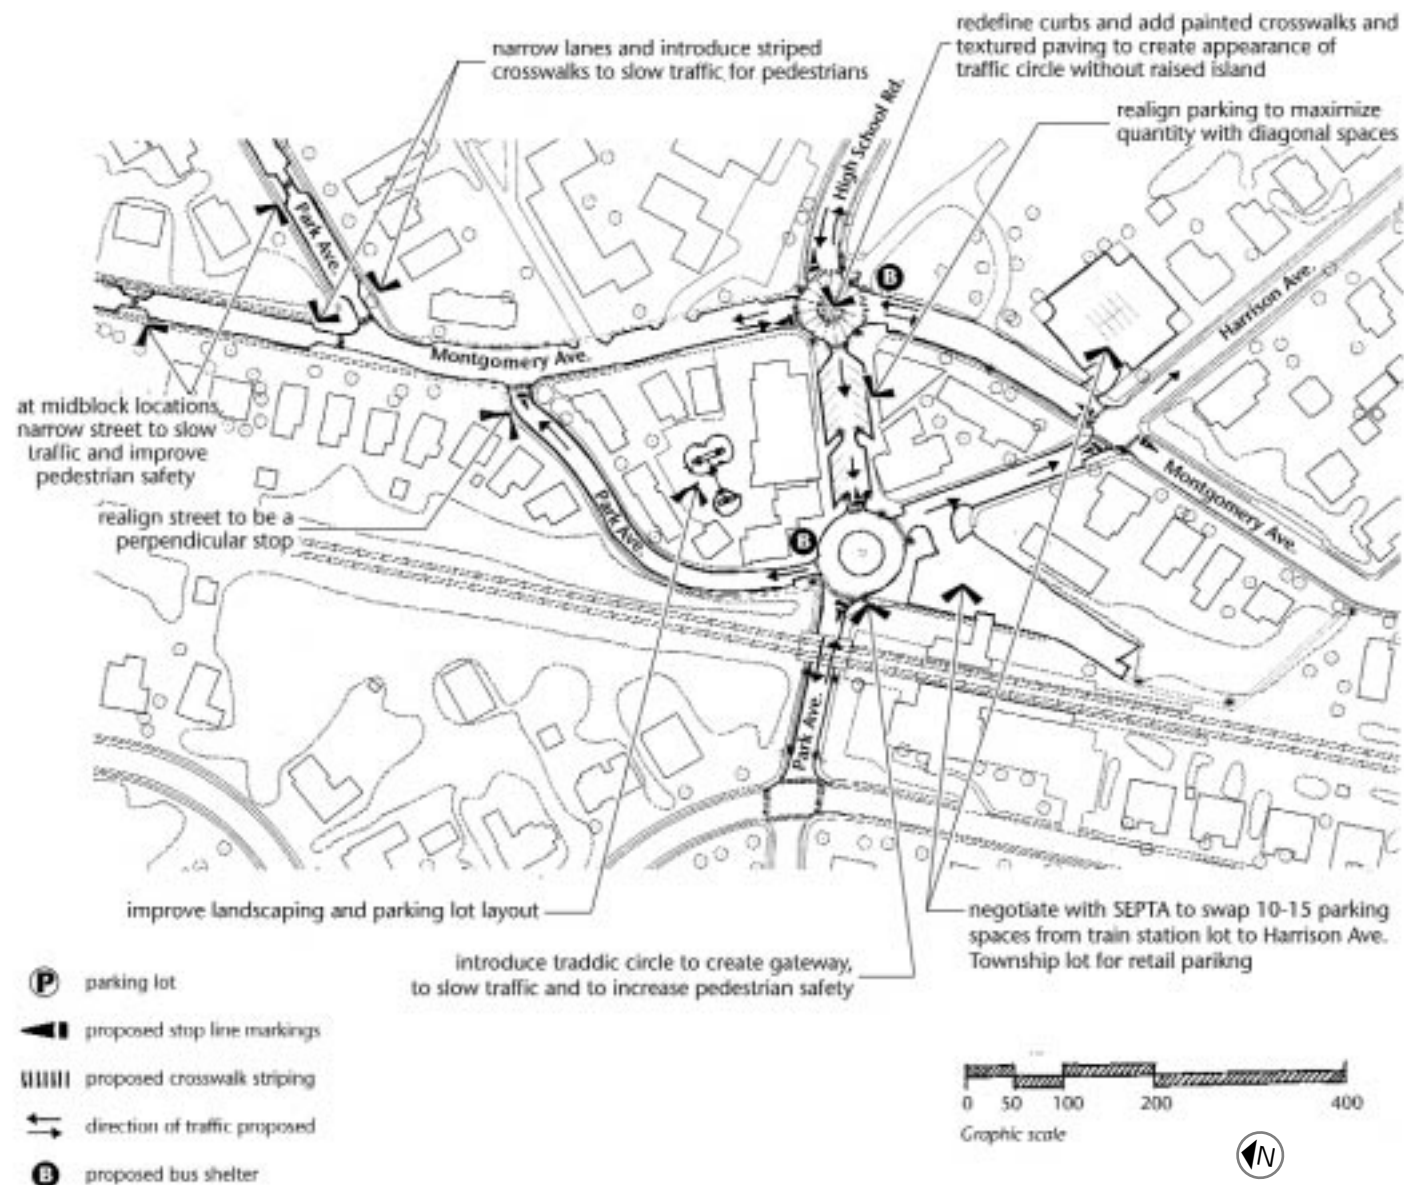 redefine curbs and add painted crosswalks and
textured paving to create appearance of
traffic circle without raised island
narrow lanes and introduce striped
crosswalks to slow traffic for pedestrians
realign parking to maximize
quantity with diagonal spaces
High School Rd.
Park Ave.
B
Harrison Ave.
Montgomery Ave.
at midblock locations,
narrow street to slow
traffic and improve
pedestrian safety
Montgomery Ave.
realign street to be a
perpendicular stop
Park Ave.
B
Park Ave.
improve landscaping and parking lot layout
negotiate with SEPTA to swap 10-15 parking
spaces from train station lot to Harrison Ave.
Township lot for retail parikng
introduce traddic circle to create gateway,
to slow traffic and to increase pedestrian safety
P parking lot
proposed stop line markings
proposed crosswalk striping
direction of traffic proposed
B proposed bus shelter
0 50 100 200 400
Graphic scale
N